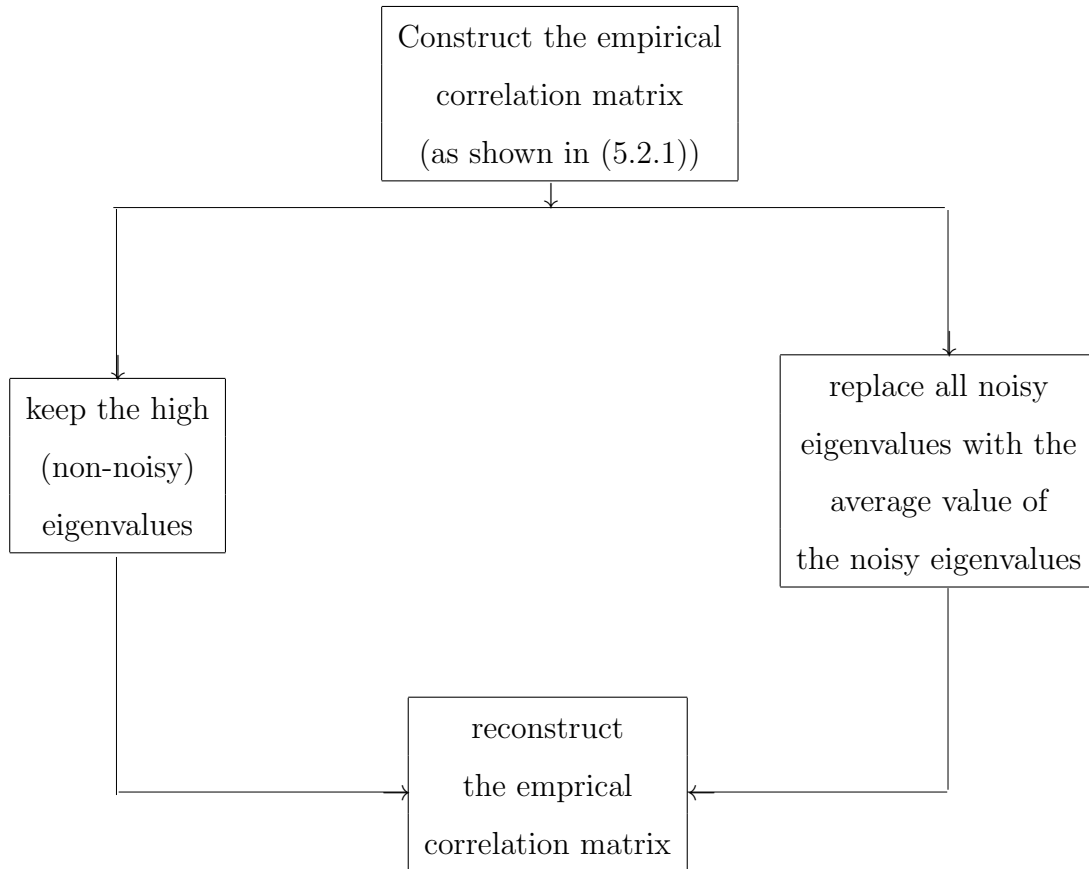 Construct the empirical
correlation matrix
(as shown in (5.2.1))
keep the high
(non-noisy)
eigenvalues
replace all noisy
eigenvalues with the
average value of
the noisy eigenvalues
reconstruct
the emprical
correlation matrix